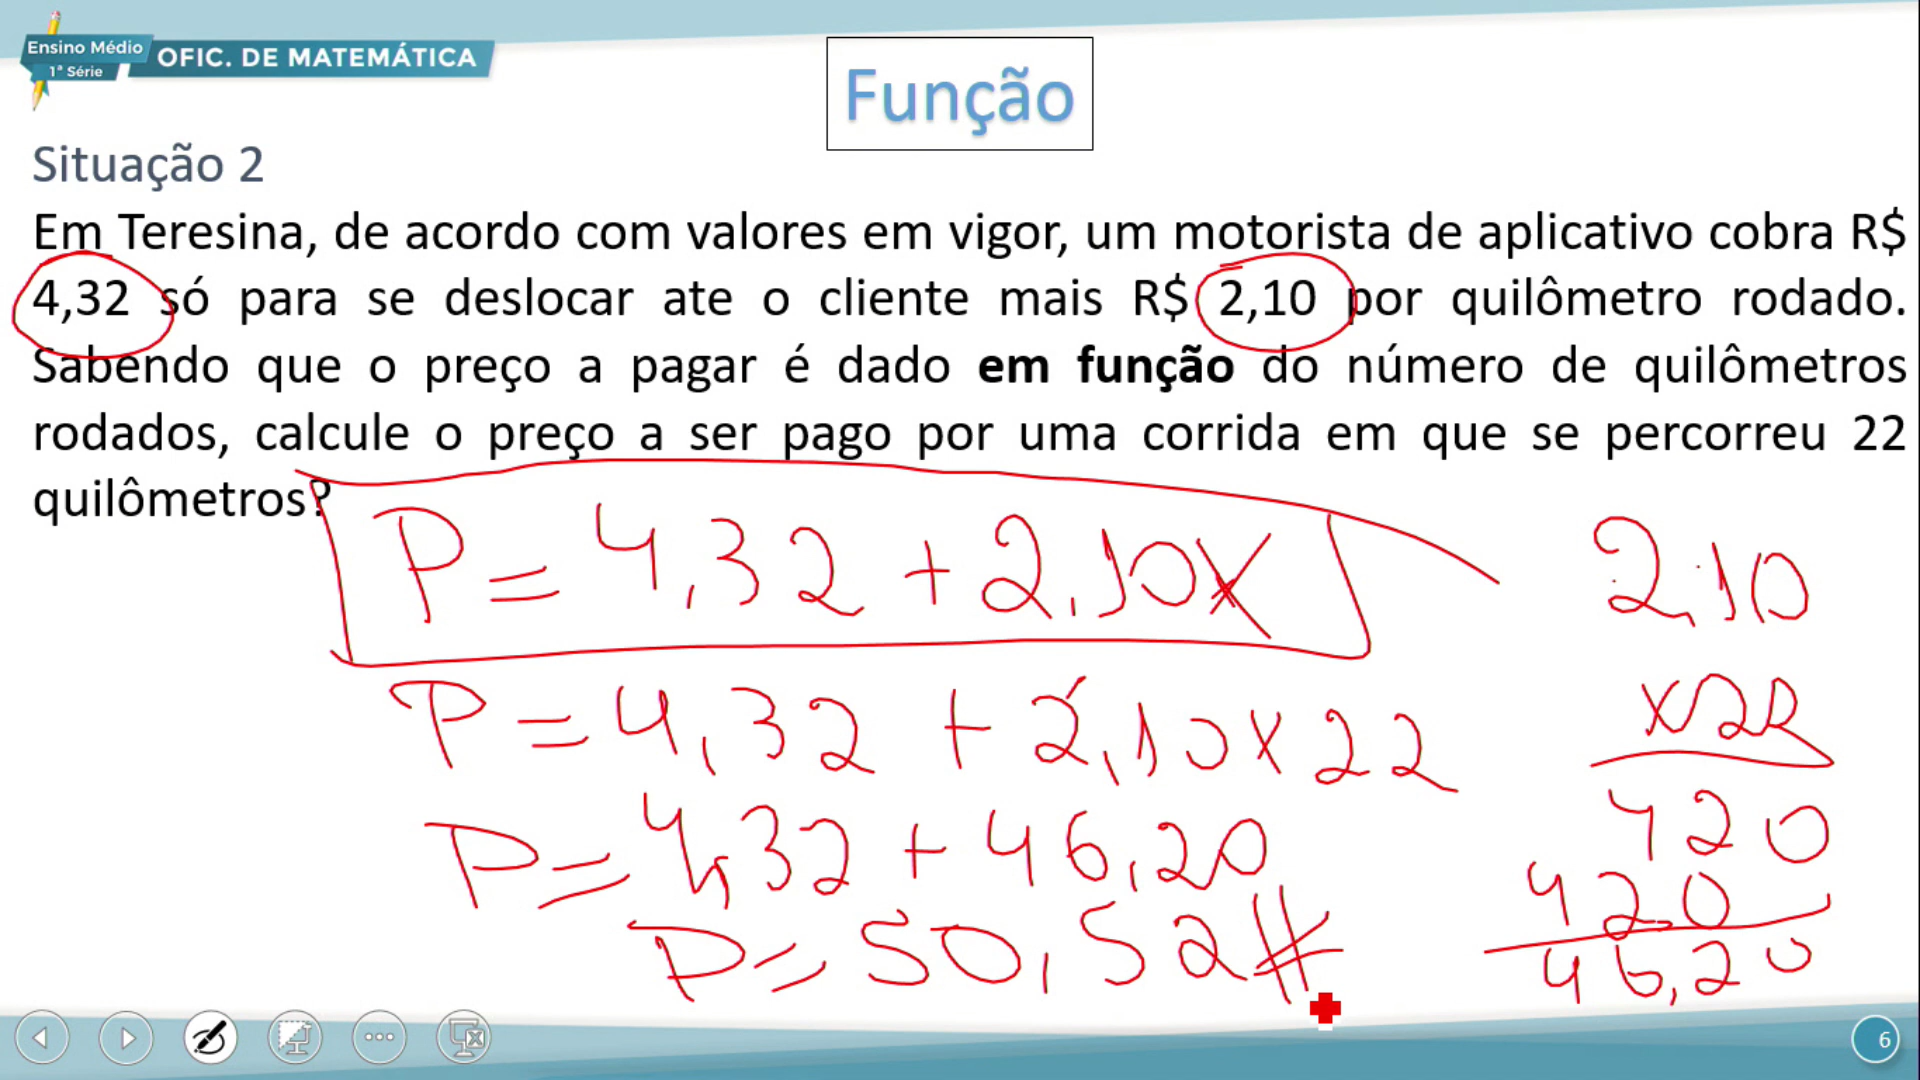 Ensino Médio
1ª Série
OFIC. DE MATEMÁTICA
Função
Situação 2
Em Teresina, de acordo com valores em vigor, um motorista de aplicativo cobra R$
4,32 só para se deslocar ate o cliente mais R$ 2,10 por quilômetro rodado.
Sabendo que o preço a pagar é dado em função do número de quilômetros
rodados, calcule o preço a ser pago por uma corrida em que se percorreu 22
quilômetros?
P = 4,32 + 2,10x
P = 4,32 + 2,10 x 22
P = 4,32 + 46,20
P = 50,52 #
2,10
x22
420
420
46,20
6